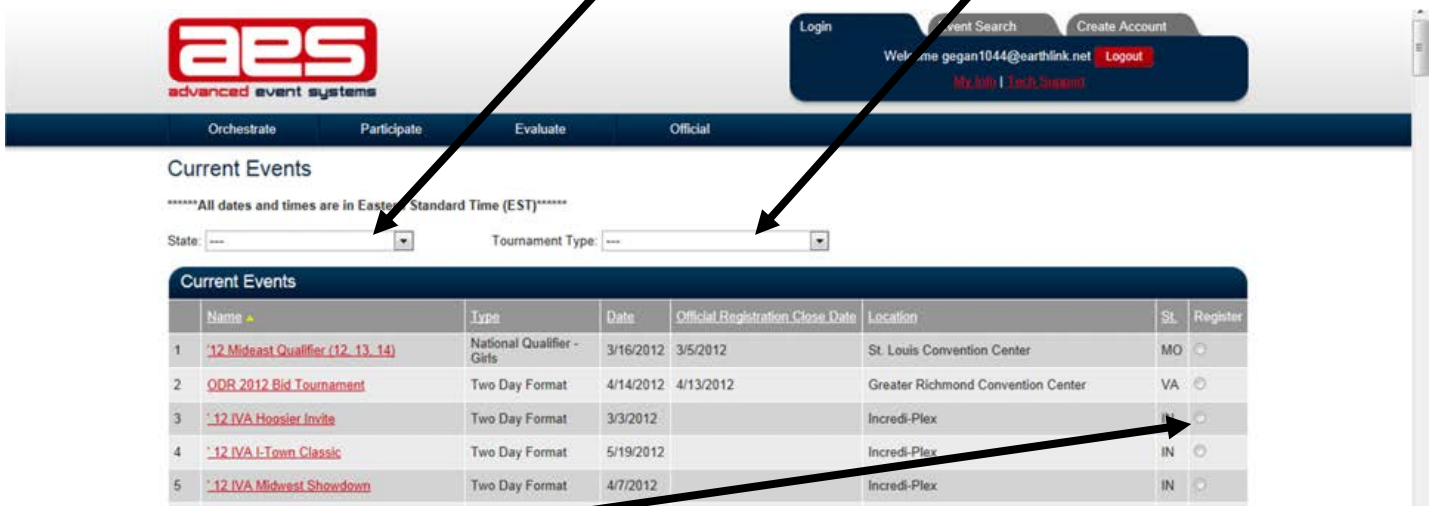 aes
advanced event systems
Login Event Search Create Account
Welcome gegan1044@earthlink.net Logout
My Info | Tech Support
Orchestrate Participate Evaluate Official
Current Events
******All dates and times are in Eastern Standard Time (EST)******
State: --- Tournament Type: ---
Current Events
Name Type Date Official Registration Close Date Location St. Register
1 '12 Mideast Qualifier (12, 13, 14) National Qualifier - Girls 3/16/2012 3/5/2012 St. Louis Convention Center MO
2 ODR 2012 Bid Tournament Two Day Format 4/14/2012 4/13/2012 Greater Richmond Convention Center VA
3 ' 12 IVA Hoosier Invite Two Day Format 3/3/2012 Incredi-Plex IN
4 ' 12 IVA I-Town Classic Two Day Format 5/19/2012 Incredi-Plex IN
5 ' 12 IVA Midwest Showdown Two Day Format 4/7/2012 Incredi-Plex IN